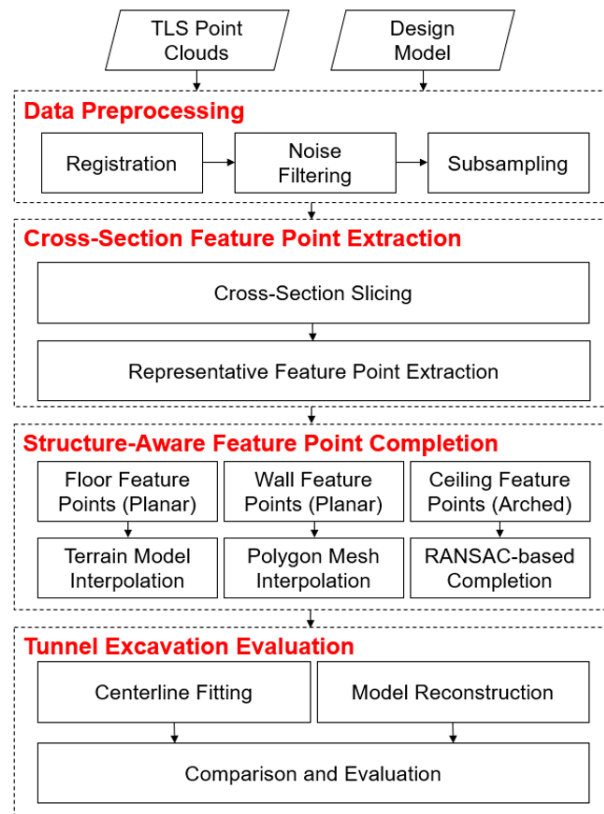 TLS Point
Clouds
Design
Model
Data Preprocessing
Registration
Noise
Filtering
Subsampling
Cross-Section Feature Point Extraction
Cross-Section Slicing
Representative Feature Point Extraction
Structure-Aware Feature Point Completion
Floor Feature
Points (Planar)
Wall Feature
Points (Planar)
Ceiling Feature
Points (Arched)
Terrain Model
Interpolation
Polygon Mesh
Interpolation
RANSAC-based
Completion
Tunnel Excavation Evaluation
Centerline Fitting
Model Reconstruction
Comparison and Evaluation